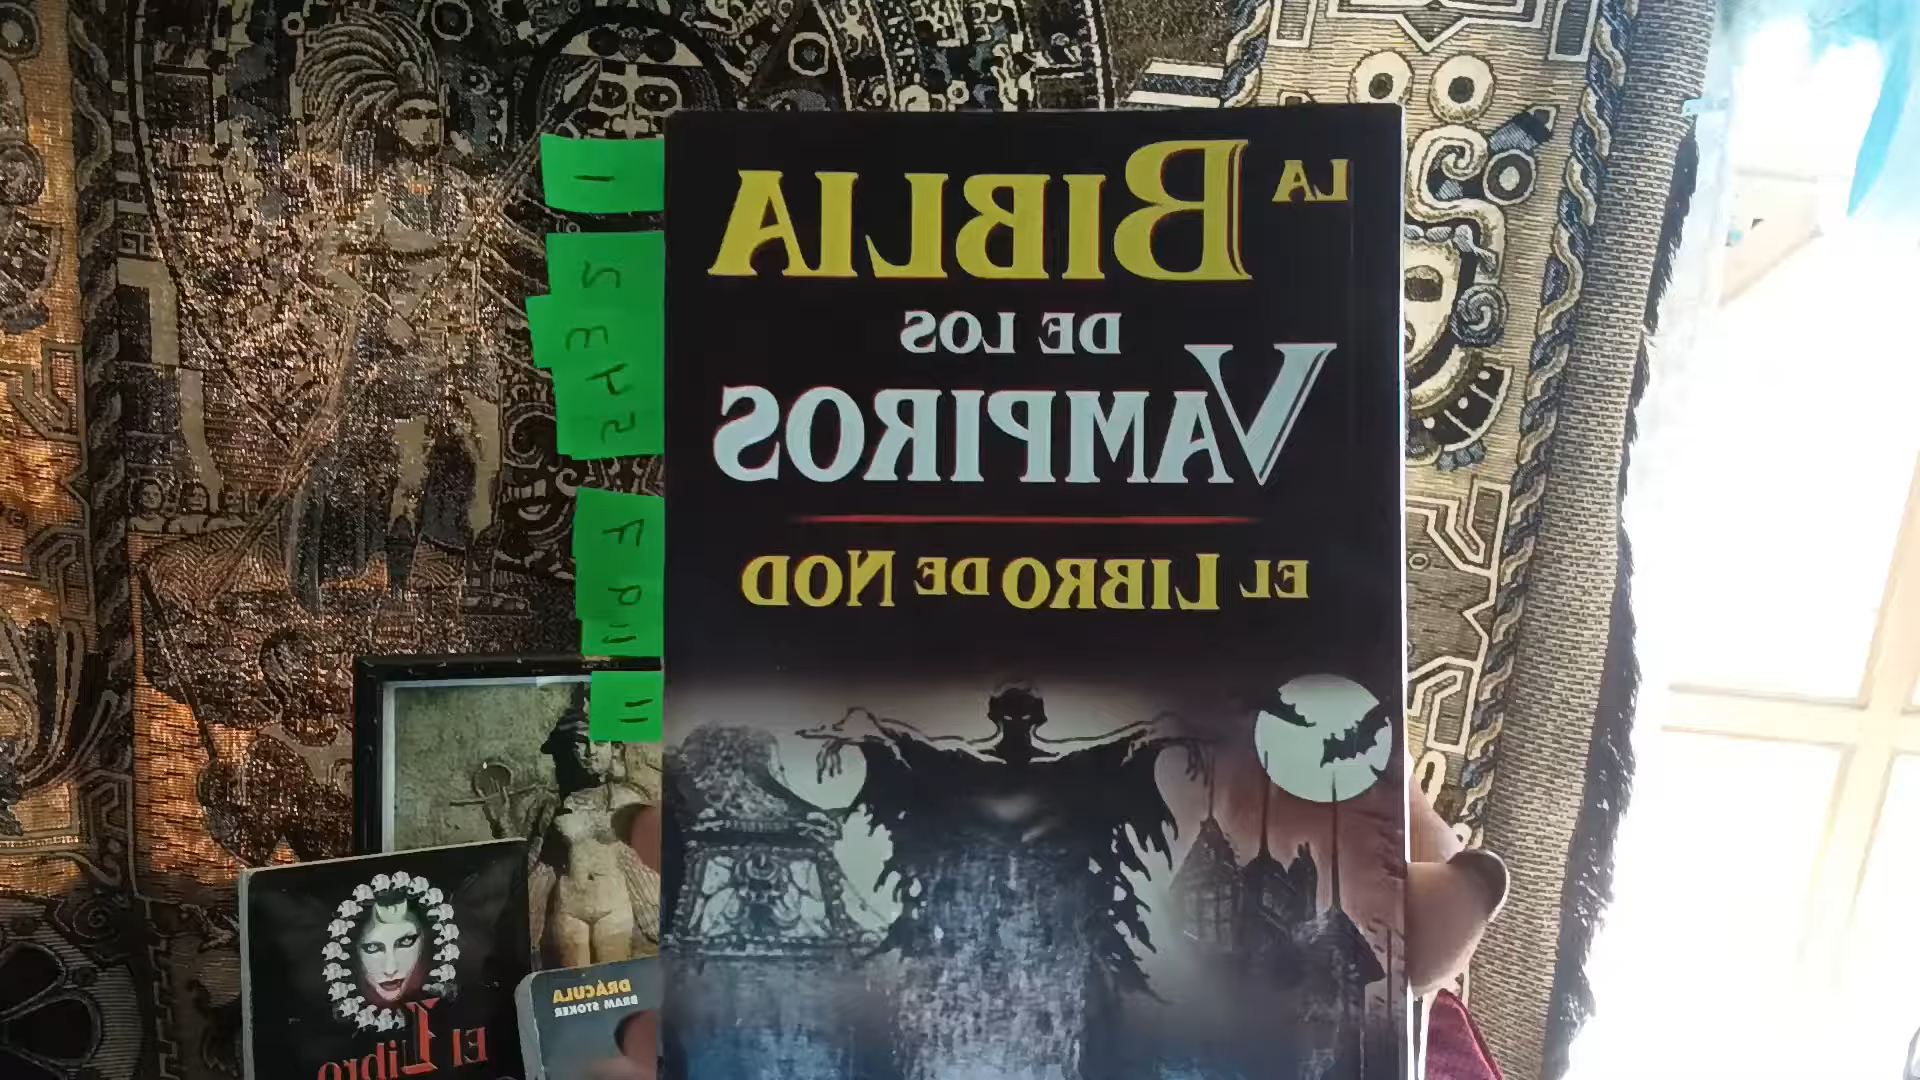 LA BIBLIA
DE LOS
VAMPIROS
EL LIBRO DE NOD
El Libro
DRÁCULA
BRAM STOKER